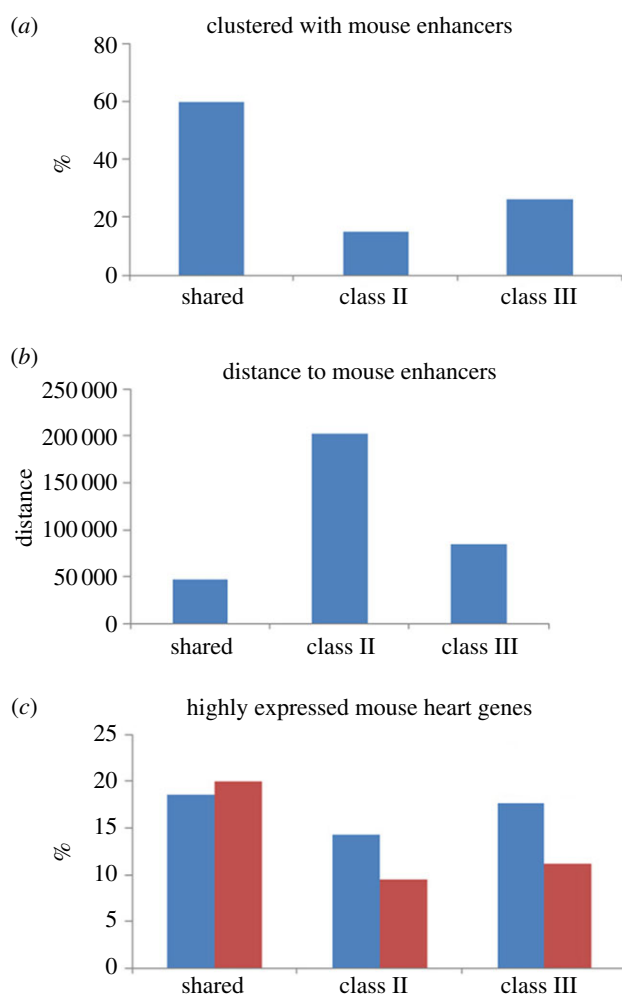 (a) clustered with mouse enhancers
80
60
40
20
0
%
shared class II class III
(b) distance to mouse enhancers
250 000
200 000
150 000
100 000
50 000
0
distance
shared class II class III
(c) highly expressed mouse heart genes
25
20
15
10
5
0
%
shared class II class III